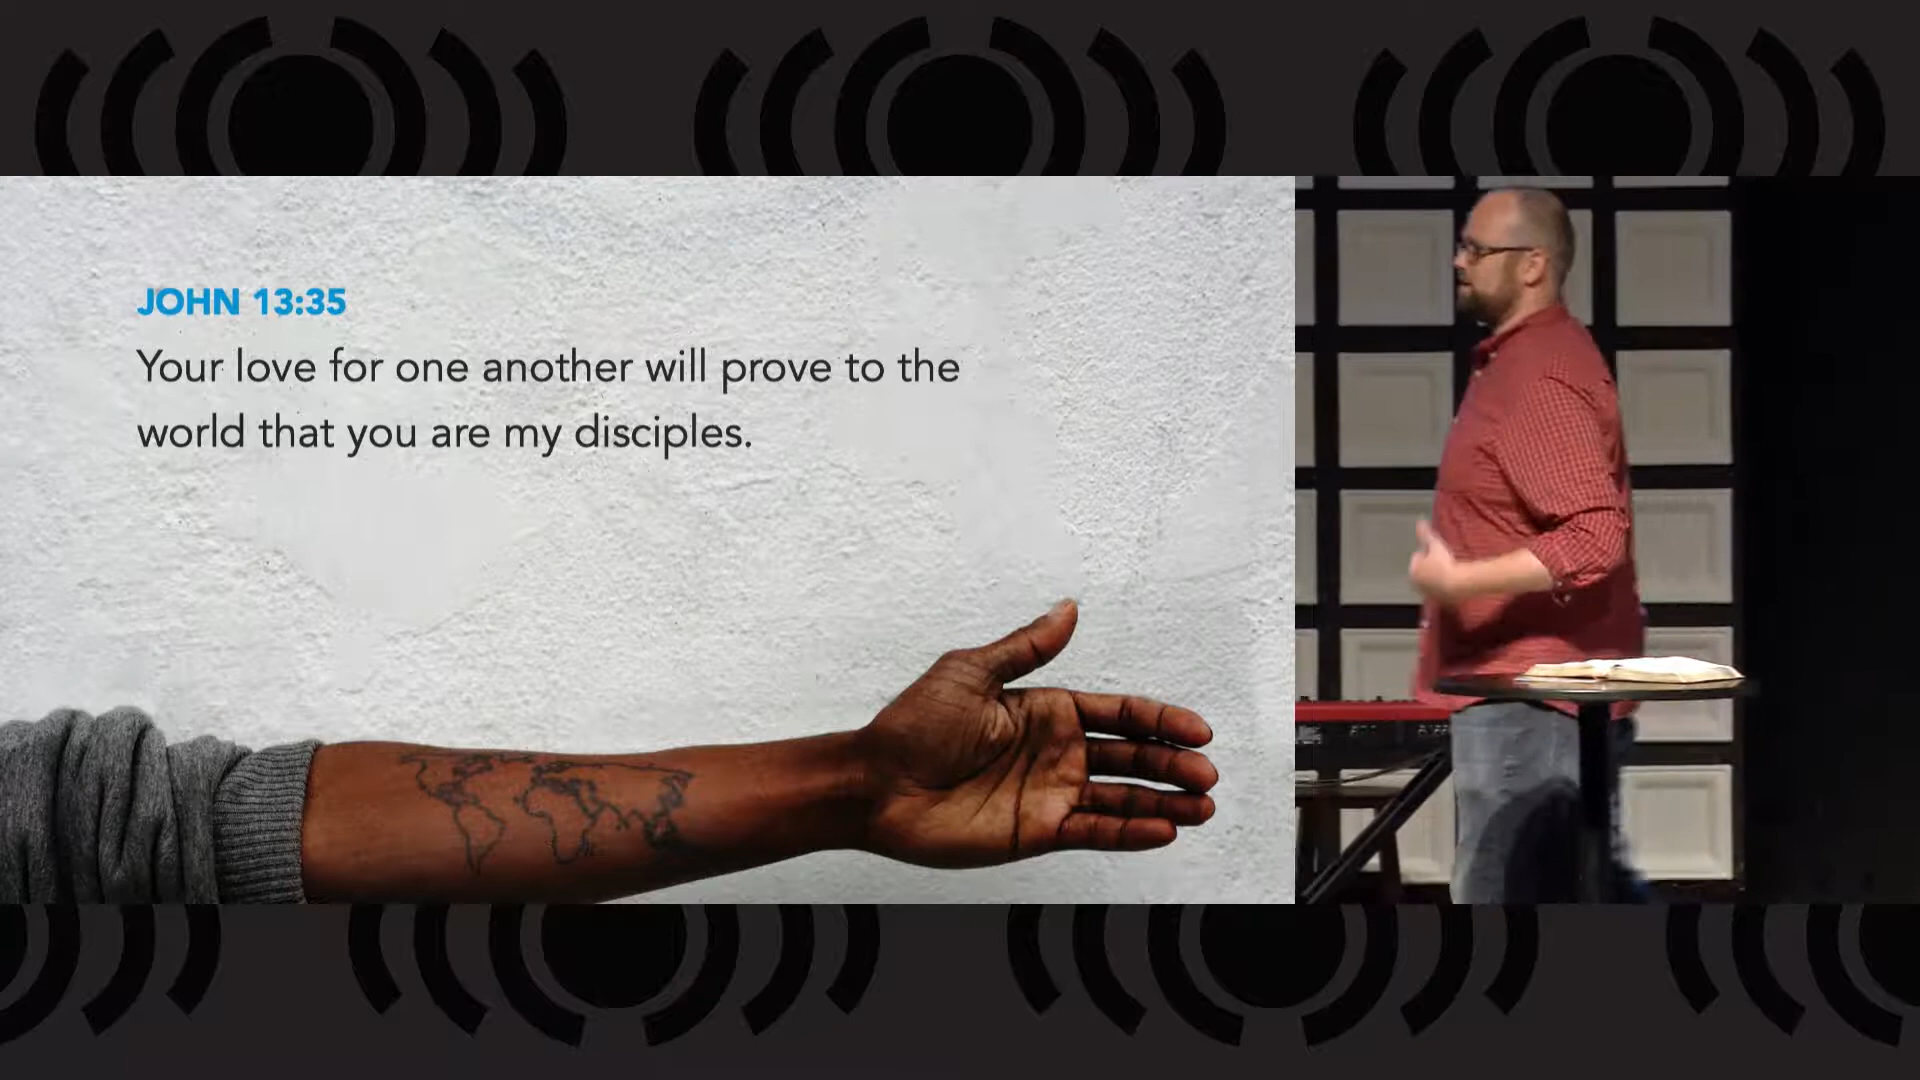 JOHN 13:35
Your love for one another will prove to the
world that you are my disciples.